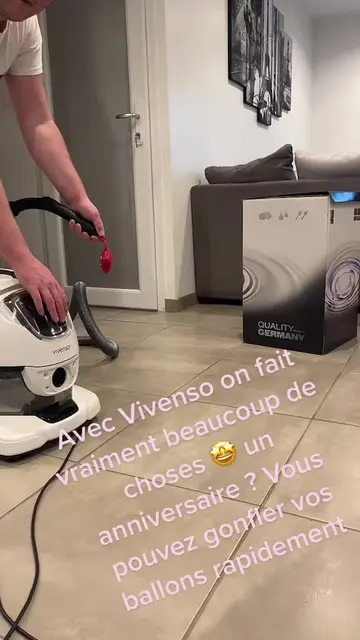 VIVENSO
QUALITY
GERMANY
Avec Vivenso on fait
vraiment beaucoup de
choses 🤩 un
anniversaire ? Vous
pouvez gonfler vos
ballons rapidement